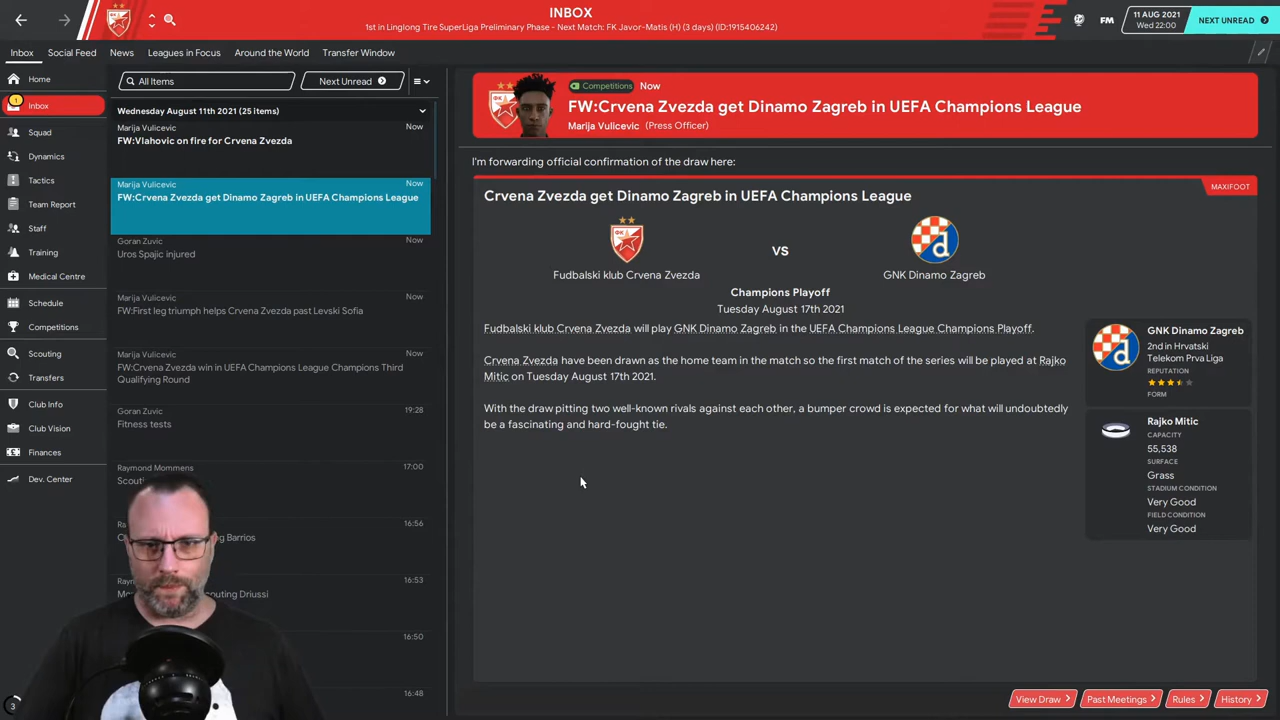 INBOX
1st in Linglong Tire SuperLiga Preliminary Phase - Next Match: FK Javor-Matis (H) (3 days) (ID:1915406242)
FM
11 AUG 2021
Wed 22:00
NEXT UNREAD
Inbox
Social Feed
News
Leagues in Focus
Around the World
Transfer Window
Home
1
Inbox
Squad
Dynamics
Tactics
Team Report
Staff
Training
Medical Centre
Schedule
Competitions
Scouting
Transfers
Club Info
Club Vision
Finances
Dev. Center
3
All Items
Next Unread
Wednesday August 11th 2021 (25 items)
Marija Vulicevic
Now
FW:Vlahovic on fire for Crvena Zvezda
Marija Vulicevic
Now
FW:Crvena Zvezda get Dinamo Zagreb in UEFA Champions League
Goran Zuvic
Now
Uros Spajic injured
Marija Vulicevic
Now
FW:First leg triumph helps Crvena Zvezda past Levski Sofia
Marija Vulicevic
Now
FW:Crvena Zvezda win in UEFA Champions League Champions Third
Qualifying Round
Goran Zuvic
19:28
Fitness tests
Raymond Mommens
17:00
16:56
Barrios
16:53
Driussi
16:50
16:48
Competitions
Now
FW:Crvena Zvezda get Dinamo Zagreb in UEFA Champions League
Marija Vulicevic (Press Officer)
I'm forwarding official confirmation of the draw here:
MAXIFOOT
Crvena Zvezda get Dinamo Zagreb in UEFA Champions League
VS
Fudbalski klub Crvena Zvezda
GNK Dinamo Zagreb
Champions Playoff
Tuesday August 17th 2021
Fudbalski klub Crvena Zvezda will play GNK Dinamo Zagreb in the UEFA Champions League Champions Playoff.
Crvena Zvezda have been drawn as the home team in the match so the first match of the series will be played at Rajko
Mitic on Tuesday August 17th 2021.
With the draw pitting two well-known rivals against each other, a bumper crowd is expected for what will undoubtedly
be a fascinating and hard-fought tie.
GNK Dinamo Zagreb
2nd in Hrvatski
Telekom Prva Liga
REPUTATION
FORM
Rajko Mitic
CAPACITY
55,538
SURFACE
Grass
STADIUM CONDITION
Very Good
FIELD CONDITION
Very Good
View Draw
Past Meetings
Rules
History